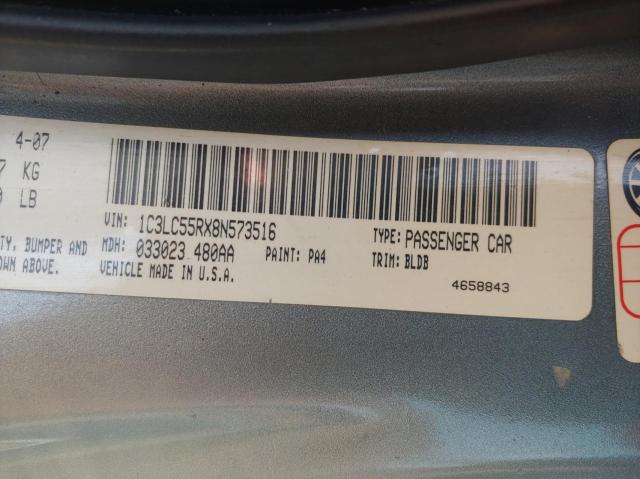 4-07
7 KG
LB
VIN: 1C3LC55RX8N573516
TYPE: PASSENGER CAR
TY, BUMPER AND
MDH: 033023 480AA
PAINT: PA4
TRIM: BLDB
OWN ABOVE.
VEHICLE MADE IN U.S.A.
4658843